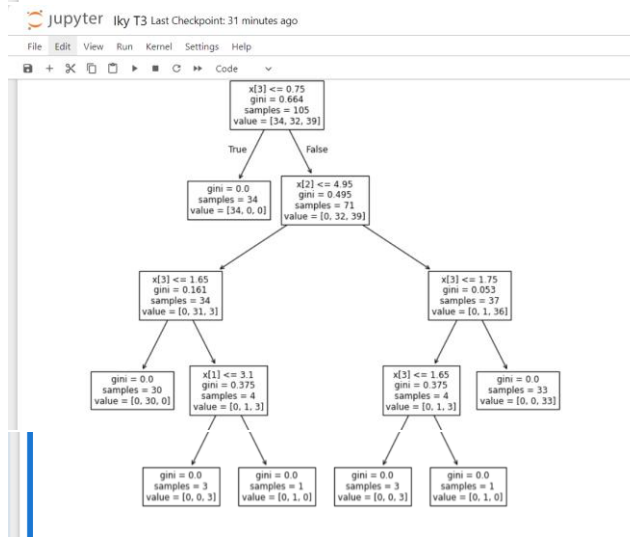 jupyter Iky T3 Last Checkpoint: 31 minutes ago
File Edit View Run Kernel Settings Help
Code
x[3] <= 0.75
gini = 0.664
samples = 105
value = [34, 32, 39]
True
False
gini = 0.0
samples = 34
value = [34, 0, 0]
x[2] <= 4.95
gini = 0.495
samples = 71
value = [0, 32, 39]
x[3] <= 1.65
gini = 0.161
samples = 34
value = [0, 31, 3]
x[3] <= 1.75
gini = 0.053
samples = 37
value = [0, 1, 36]
gini = 0.0
samples = 30
value = [0, 30, 0]
x[1] <= 3.1
gini = 0.375
samples = 4
value = [0, 1, 3]
x[3] <= 1.65
gini = 0.375
samples = 4
value = [0, 1, 3]
gini = 0.0
samples = 33
value = [0, 0, 33]
gini = 0.0
samples = 3
value = [0, 0, 3]
gini = 0.0
samples = 1
value = [0, 1, 0]
gini = 0.0
samples = 3
value = [0, 0, 3]
gini = 0.0
samples = 1
value = [0, 1, 0]